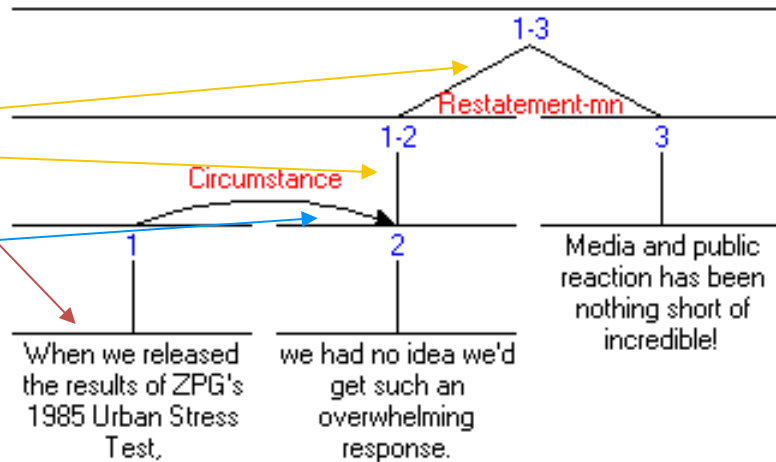 1-3
Restatement-mn
1-2
3
Circumstance
1
2
Media and public
reaction has been
nothing short of
incredible!
When we released
the results of ZPG's
1985 Urban Stress
Test,
we had no idea we'd
get such an
overwhelming
response.